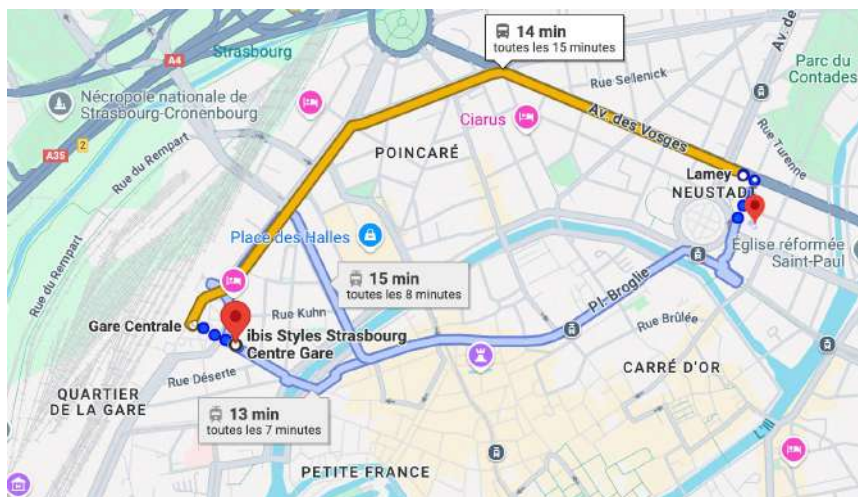 14 min
toutes les 15 minutes
A4
Strasbourg
Av. de
Parc du
Contades
Rue Sellenick
Nécropole nationale de
Strasbourg-Cronenbourg
Ciarus
Av. des Vosges
A35
2
Rue du Rempart
POINCARÉ
Rue Turenne
Lamey
NEUSTADT
Place des Halles
Église réformée
Saint-Paul
Rue du Rempart
15 min
toutes les 8 minutes
Pl. Broglie
Rue Kuhn
Gare Centrale
ibis Styles Strasbourg
Centre Gare
Rue Brûlée
Rue Déserte
CARRÉ D'OR
QUARTIER
DE LA GARE
13 min
toutes les 7 minutes
L'Ill
PETITE FRANCE